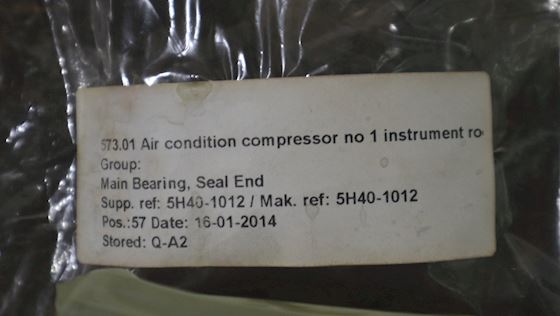 573.01 Air condition compressor no 1 instrument ro
Group:
Main Bearing, Seal End
Supp. ref: 5H40-1012 / Mak. ref: 5H40-1012
Pos.:57 Date: 16-01-2014
Stored: Q-A2